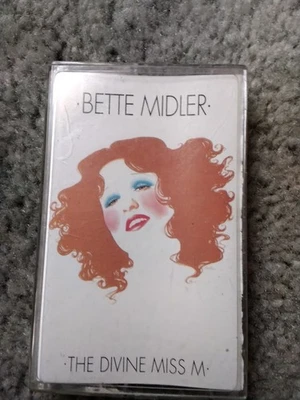 ·BETTE MIDLER·
·THE DIVINE MISS M·